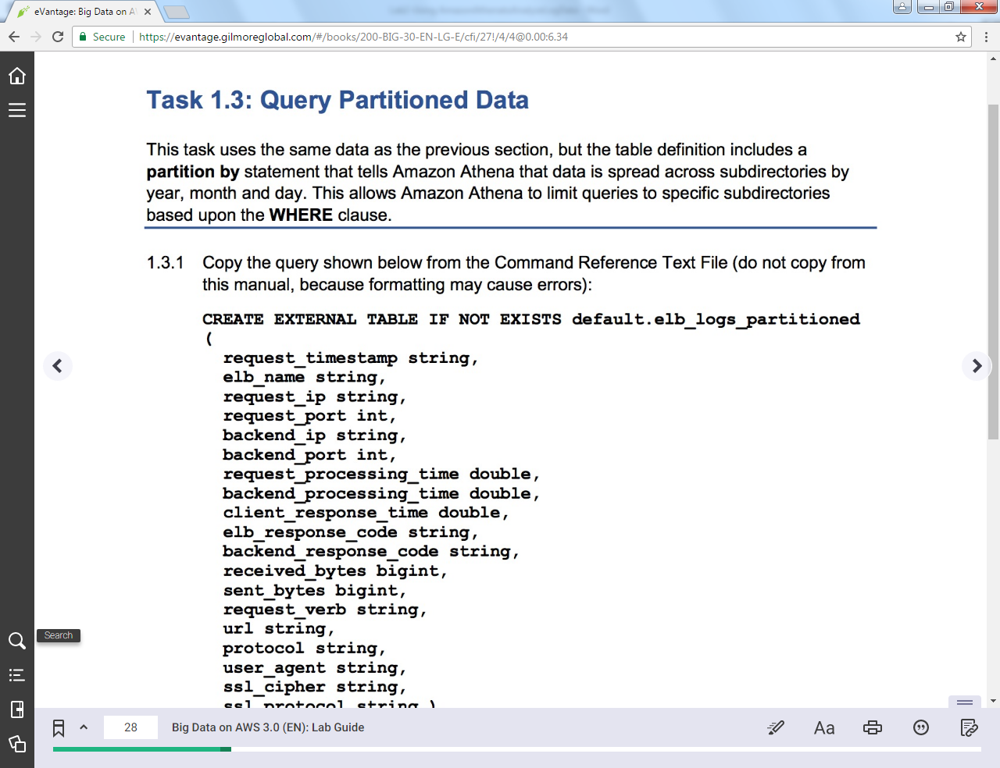 eVantage: Big Data on A
Secure
https://evantage.gilmoreglobal.com/#/books/200-BIG-30-EN-LG-E/cfi/27!/4/4@0.00:6.34
Task 1.3: Query Partitioned Data
This task uses the same data as the previous section, but the table definition includes a
partition by statement that tells Amazon Athena that data is spread across subdirectories by
year, month and day. This allows Amazon Athena to limit queries to specific subdirectories
based upon the WHERE clause.
1.3.1 Copy the query shown below from the Command Reference Text File (do not copy from
this manual, because formatting may cause errors):
CREATE EXTERNAL TABLE IF NOT EXISTS default.elb_logs_partitioned
(
request_timestamp string,
elb_name string,
request_ip string,
request_port int,
backend_ip string,
backend_port int,
request_processing_time double,
backend_processing_time double,
client_response_time double,
elb_response_code string,
backend_response_code string,
received_bytes bigint,
sent_bytes bigint,
request_verb string,
url string,
protocol string,
user_agent string,
ssl_cipher string,
ssl_protocol string )
Search
28
Big Data on AWS 3.0 (EN): Lab Guide
Aa